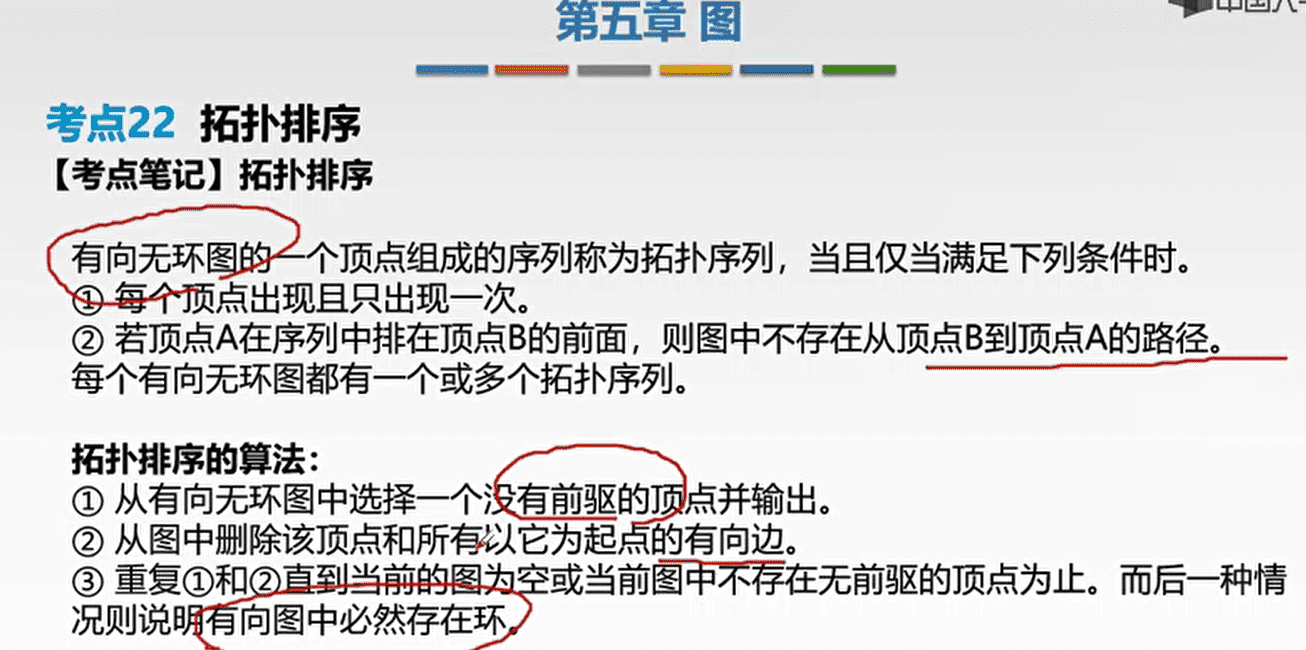 第五章 图
考点22 拓扑排序
【考点笔记】拓扑排序
有向无环图的一个顶点组成的序列称为拓扑序列，当且仅当满足下列条件时。
① 每个顶点出现且只出现一次。
② 若顶点A在序列中排在顶点B的前面，则图中不存在从顶点B到顶点A的路径。
每个有向无环图都有一个或多个拓扑序列。
拓扑排序的算法：
① 从有向无环图中选择一个没有前驱的顶点并输出。
② 从图中删除该顶点和所有以它为起点的有向边。
③ 重复①和②直到当前的图为空或当前图中不存在无前驱的顶点为止。而后一种情
况则说明有向图中必然存在环。